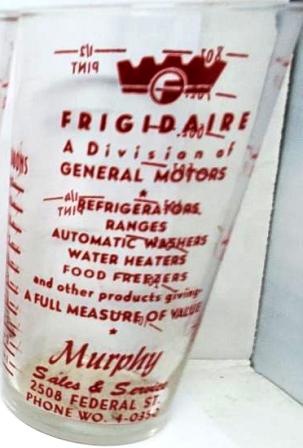 FRIGIDAIRE
A Division of
GENERAL MOTORS
REFRIGERATORS
RANGES
AUTOMATIC WASHERS
WATER HEATERS
FOOD FREEZERS
and other products giving
A FULL MEASURE OF VALUE
Murphy
Sales & Service
2508 FEDERAL ST.
PHONE WO. 4-0352